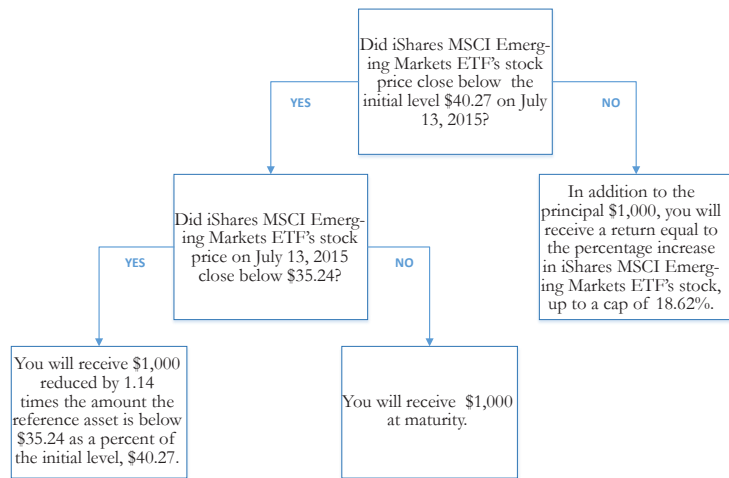 Did iShares MSCI Emerg-
ing Markets ETF's stock
price close below the
initial level $40.27 on July
13, 2015?
YES
NO
Did iShares MSCI Emerg-
ing Markets ETF's stock
price on July 13, 2015
close below $35.24?
In addition to the
principal $1,000, you will
receive a return equal to
the percentage increase
in iShares MSCI Emerg-
ing Markets ETF's stock,
up to a cap of 18.62%.
YES
NO
You will receive $1,000
reduced by 1.14
times the amount the
reference asset is below
$35.24 as a percent of
the initial level, $40.27.
You will receive $1,000
at maturity.